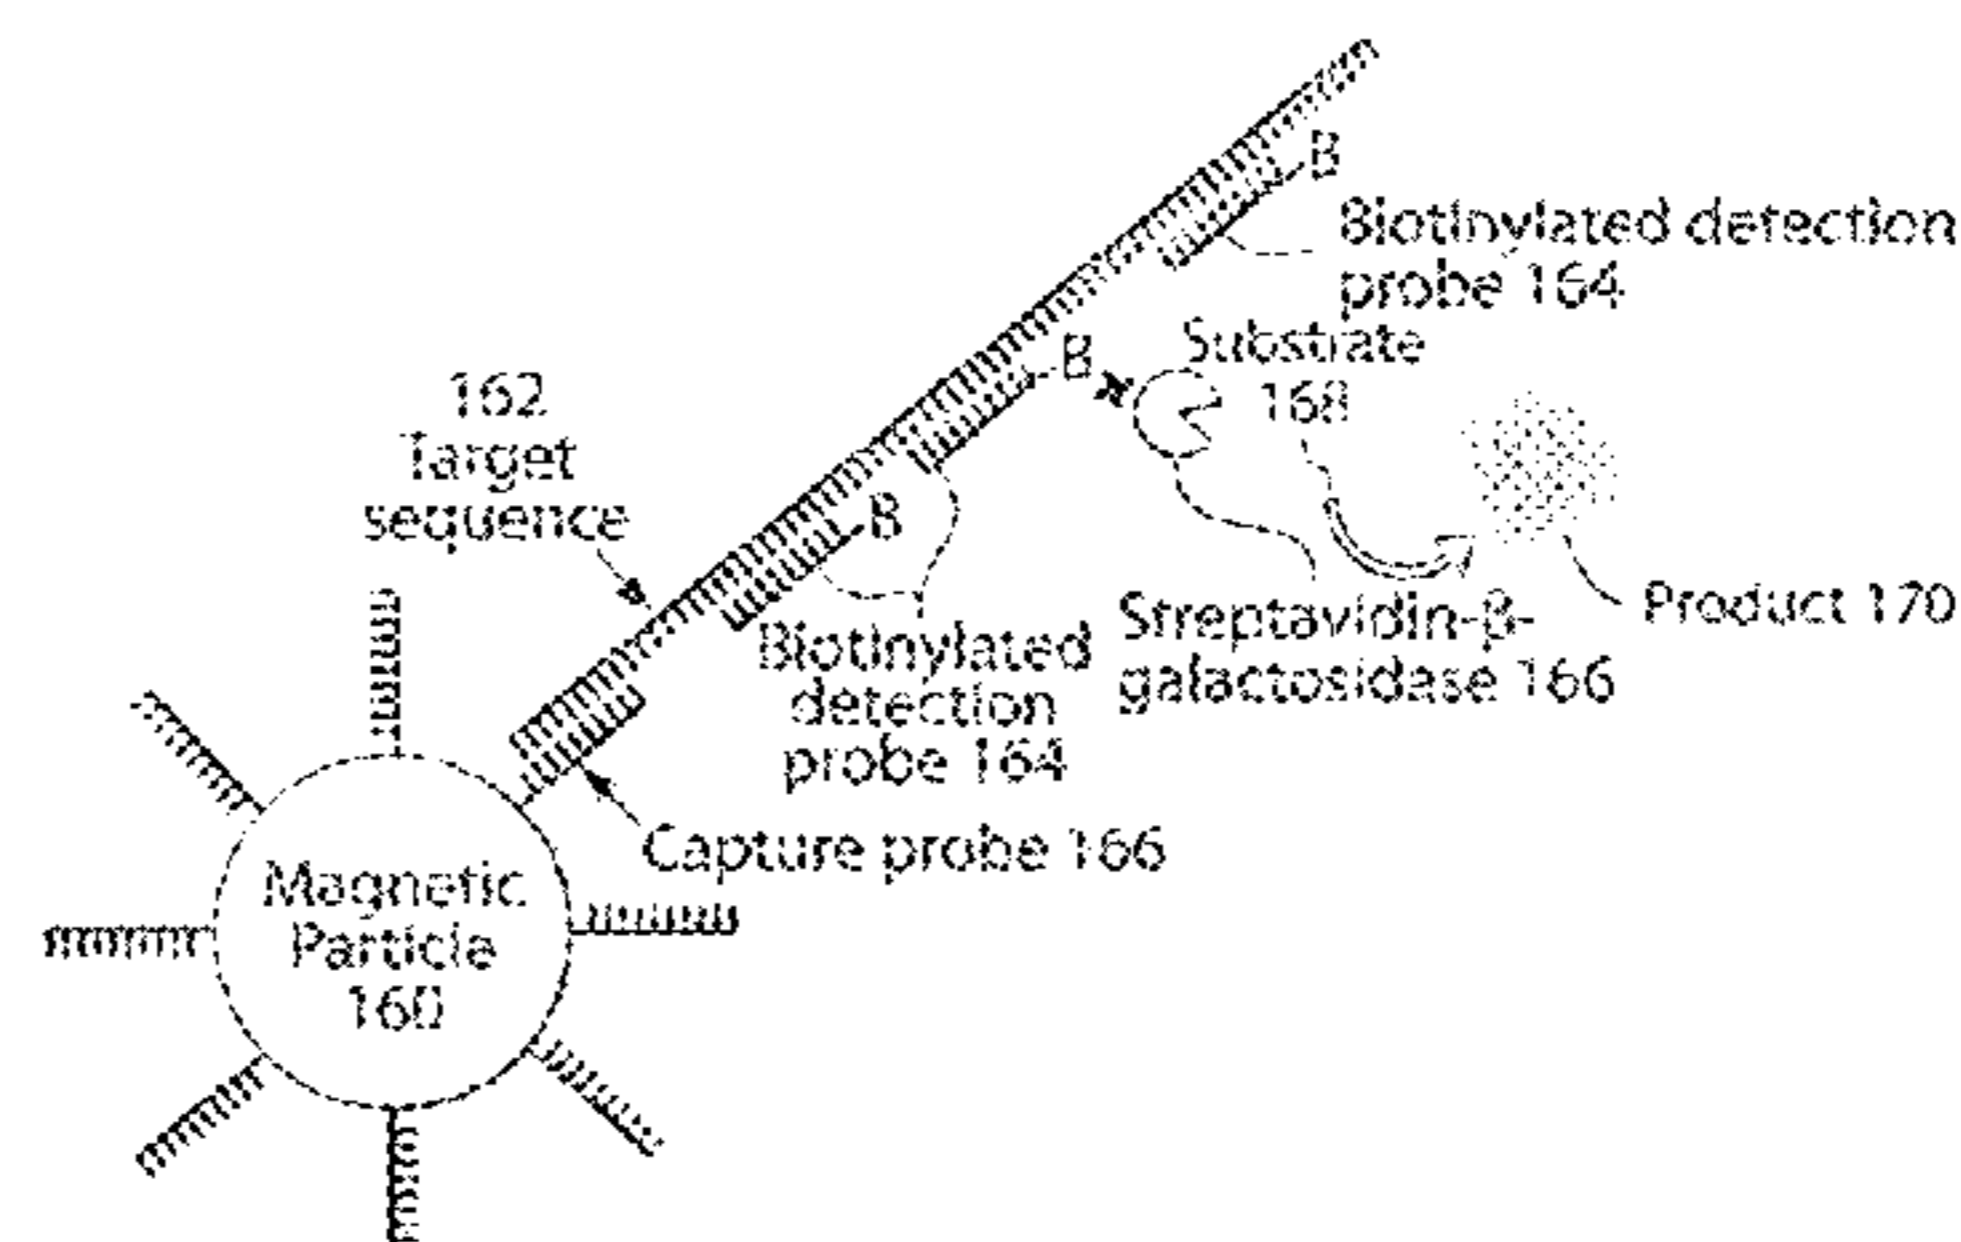 B
Biotinylated detection
probe 164
B
Substrate
168
162
Target
sequence
B
Biotinylated
detection
probe 164
Streptavidin-β-
galactosidase 166
Product 170
Capture probe 166
Magnetic
Particle
160